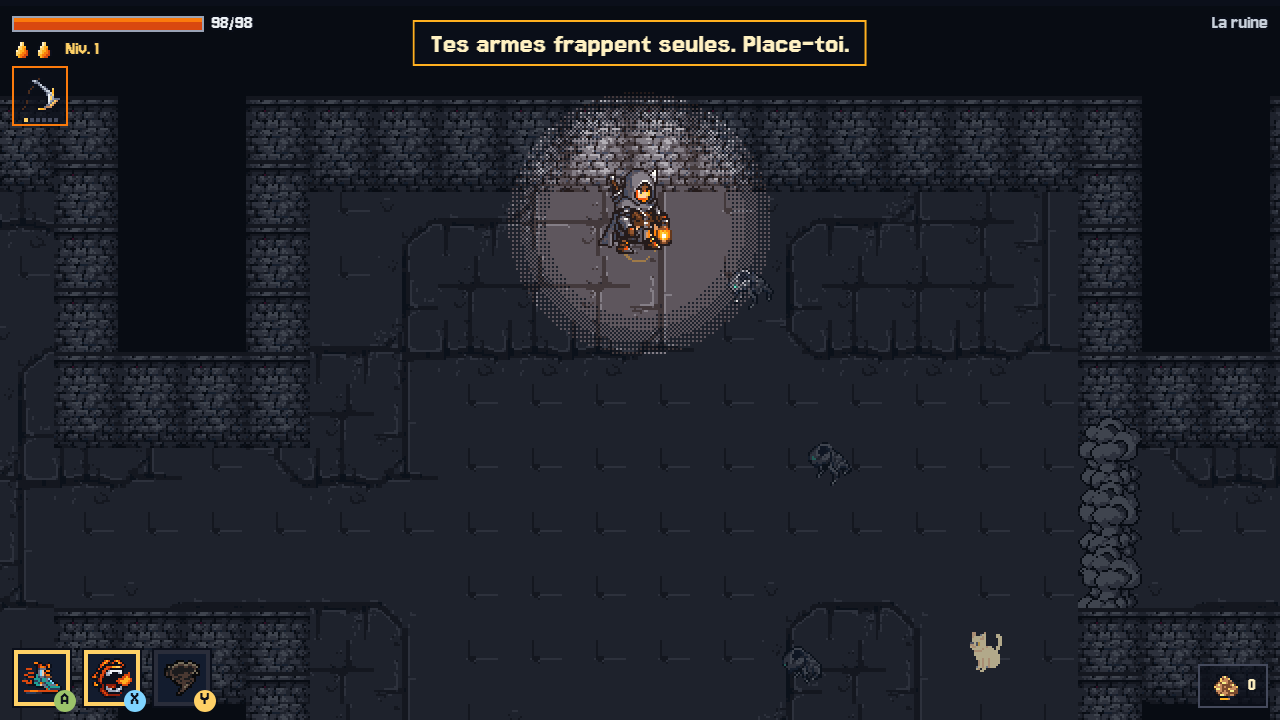 98/98
Tes armes frappent seules. Place-toi.
La ruine
Niv. 1
A
X
Y
0